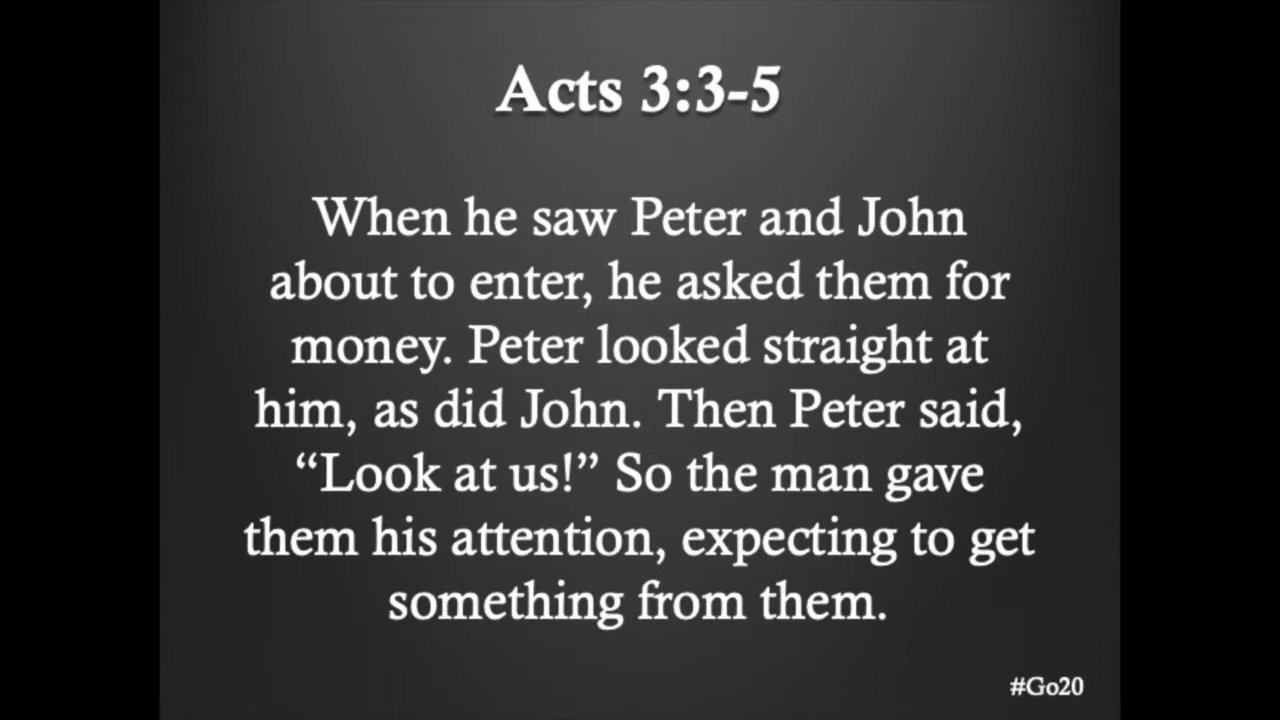 Acts 3:3-5
When he saw Peter and John
about to enter, he asked them for
money. Peter looked straight at
him, as did John. Then Peter said,
“Look at us!” So the man gave
them his attention, expecting to get
something from them.
#Go20